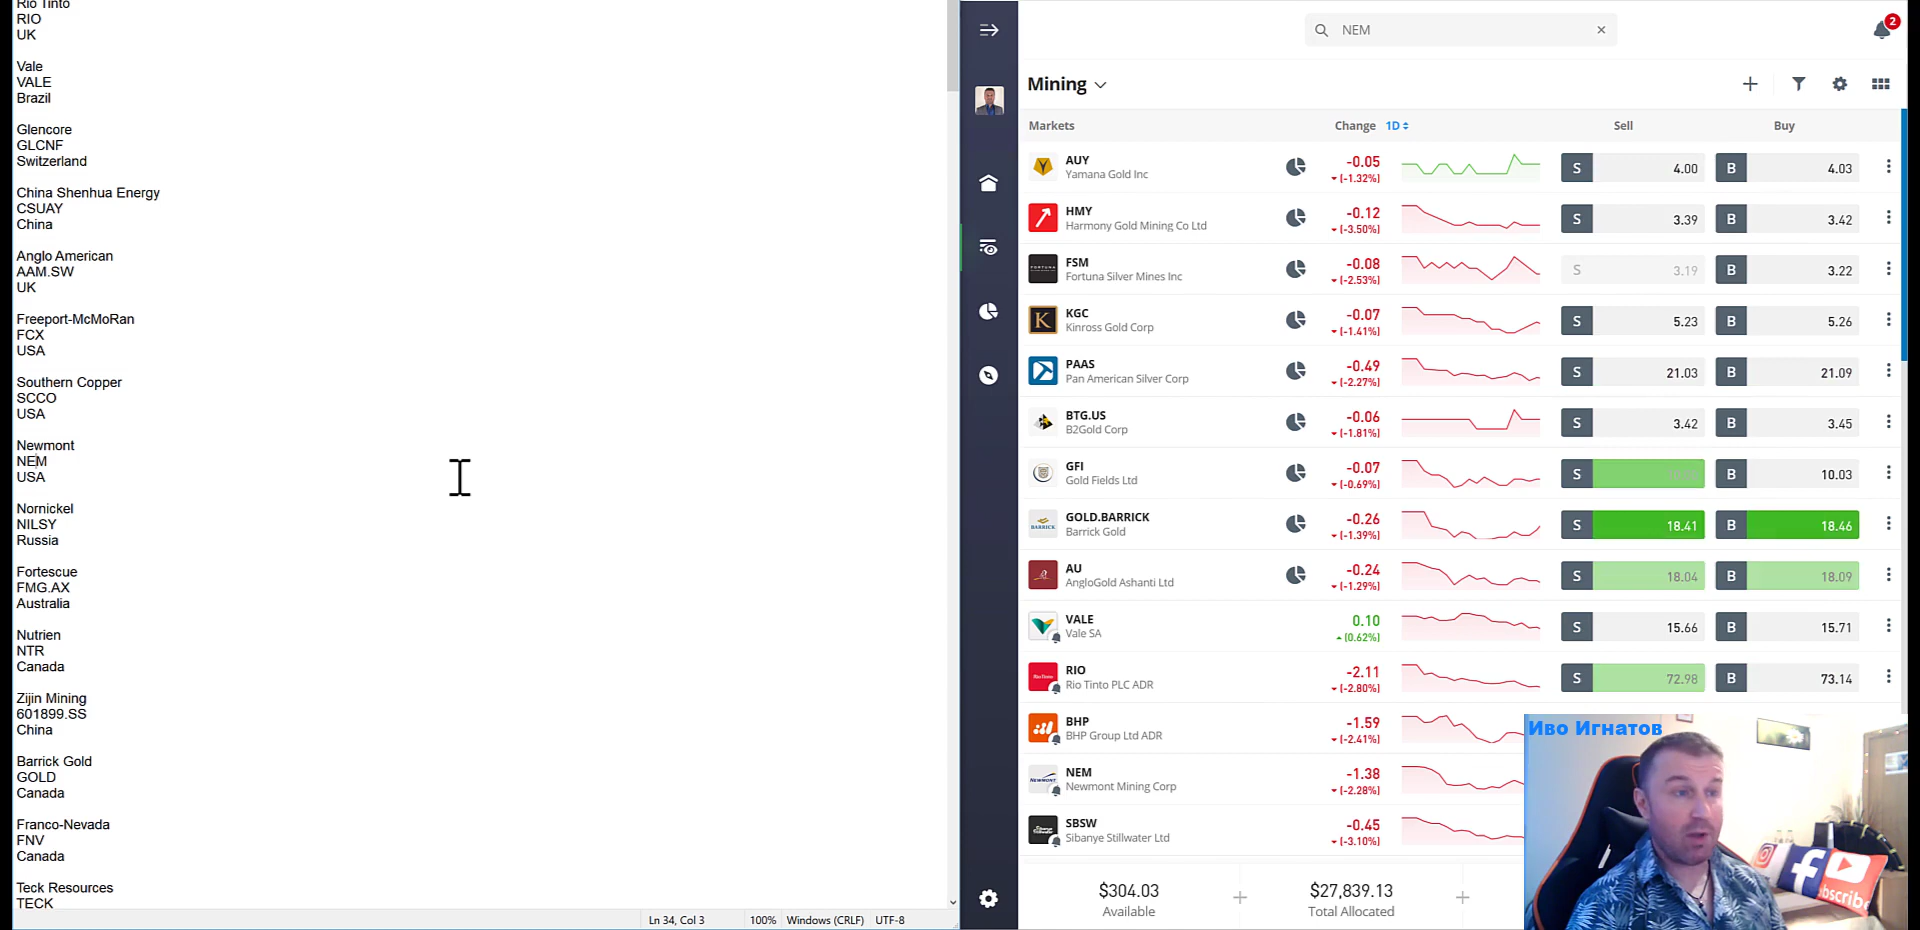 Rio Tinto
RIO
UK
Vale
VALE
Brazil
Glencore
GLCNF
Switzerland
China Shenhua Energy
CSUAY
China
Anglo American
AAM.SW
UK
Freeport-McMoRan
FCX
USA
Southern Copper
SCCO
USA
Newmont
NEM
USA
Nornickel
NILSY
Russia
Fortescue
FMG.AX
Australia
Nutrien
NTR
Canada
Zijin Mining
601899.SS
China
Barrick Gold
GOLD
Canada
Franco-Nevada
FNV
Canada
Teck Resources
TECK
Ln 34, Col 3 100% Windows (CRLF) UTF-8
NEM
2
Mining
Markets Change 1D Sell Buy
AUY -0.05 S 4.00 B 4.03
Yamana Gold Inc (-1.32%)
HMY -0.12 S 3.39 B 3.42
Harmony Gold Mining Co Ltd (-3.50%)
FSM -0.08 S 3.19 B 3.22
Fortuna Silver Mines Inc (-2.53%)
KGC -0.07 S 5.23 B 5.26
Kinross Gold Corp (-1.41%)
PAAS -0.49 S 21.03 B 21.09
Pan American Silver Corp (-2.27%)
BTG.US -0.06 S 3.42 B 3.45
B2Gold Corp (-1.81%)
GFI -0.07 S B 10.03
Gold Fields Ltd (-0.69%)
GOLD.BARRICK -0.26 S 18.41 B 18.46
Barrick Gold (-1.39%)
AU -0.24 S 18.04 B 18.09
AngloGold Ashanti Ltd (-1.29%)
VALE 0.10 S 15.66 B 15.71
Vale SA (0.62%)
RIO -2.11 S 72.98 B 73.14
Rio Tinto PLC ADR (-2.80%)
BHP -1.59
BHP Group Ltd ADR (-2.41%)
NEM -1.38
Newmont Mining Corp (-2.28%)
SBSW -0.45
Sibanye Stillwater Ltd (-3.10%)
$304.03 $27,839.13
Available Total Allocated
Иво Игнатов